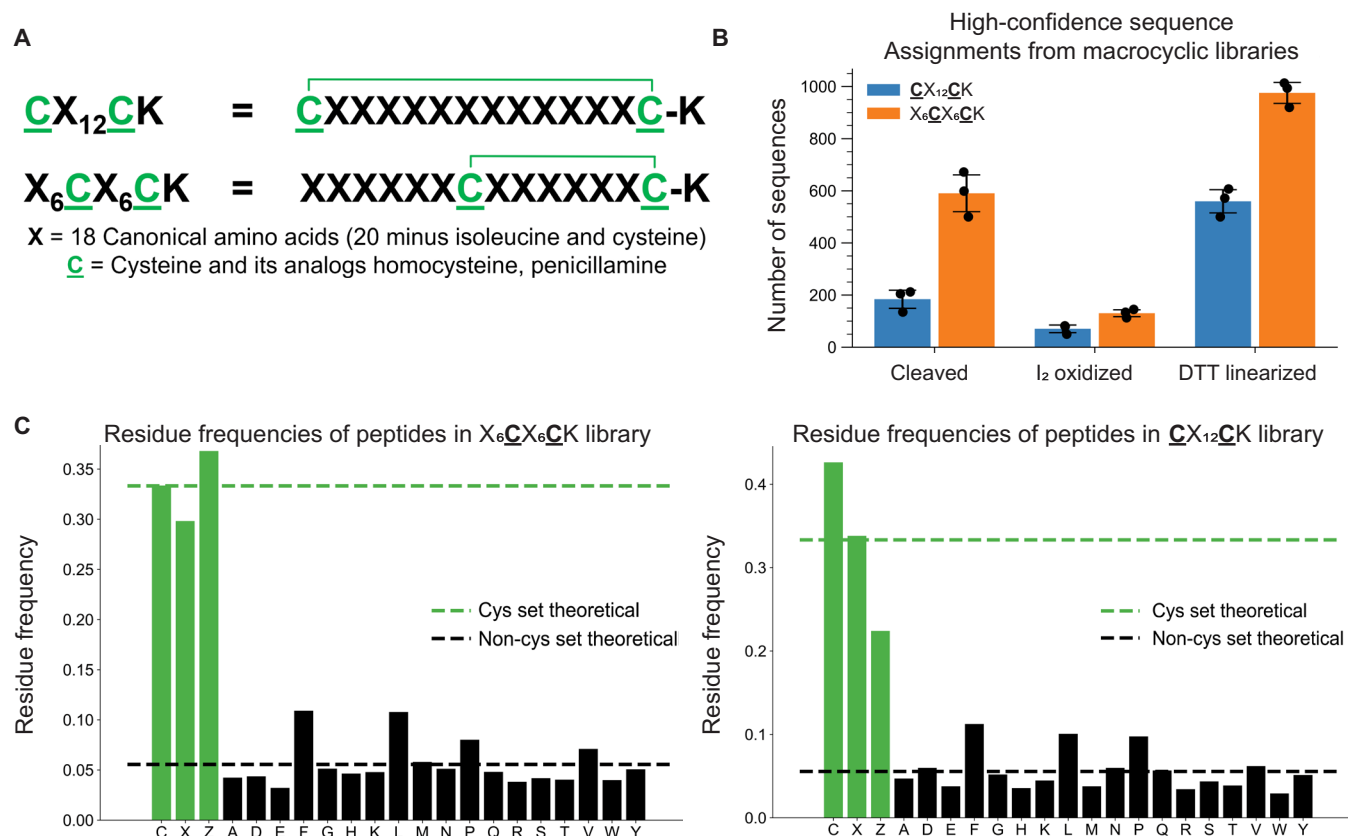 A
CX₁₂CK = CXXXXXXXXXXXXC-K
X₆CX₆CK = XXXXXXCXXXXXXC-K
X = 18 Canonical amino acids (20 minus isoleucine and cysteine)
C = Cysteine and its analogs homocysteine, penicillamine
B
High-confidence sequence
Assignments from macrocyclic libraries
Number of sequences
1000
800
600
400
200
0
CX₁₂CK
X₆CX₆CK
Cleaved
I₂ oxidized
DTT linearized
C
Residue frequencies of peptides in X₆CX₆CK library
Residue frequency
0.35
0.30
0.25
0.20
0.15
0.10
0.05
0.00
Cys set theoretical
Non-cys set theoretical
C X Z A D E F G H K L M N P Q R S T V W Y
Residue frequencies of peptides in CX₁₂CK library
Residue frequency
0.4
0.3
0.2
0.1
0.0
Cys set theoretical
Non-cys set theoretical
C X Z A D E F G H K L M N P Q R S T V W Y